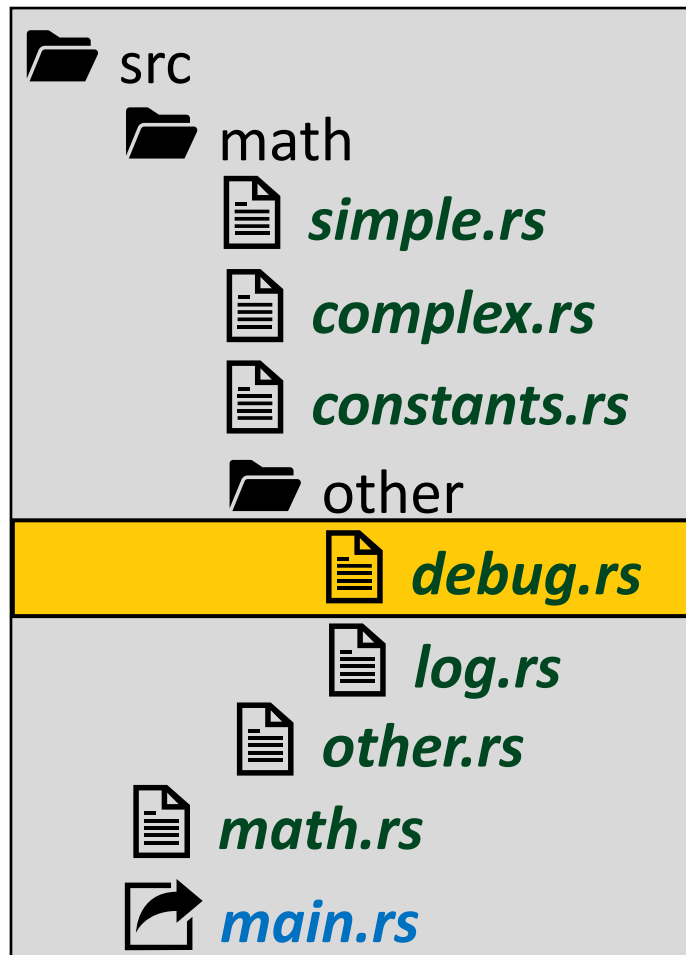 src
math
simple.rs
complex.rs
constants.rs
other
debug.rs
log.rs
other.rs
math.rs
main.rs